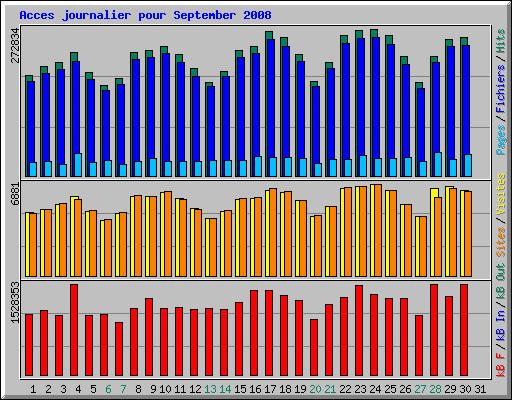 Acces journalier pour September 2008
272834
Pages / Fichiers / Hits
6881
Sites / Visites
1528353
kB F / kB In / kB Out
1 2 3 4 5 6 7 8 9 10 11 12 13 14 15 16 17 18 19 20 21 22 23 24 25 26 27 28 29 30 31